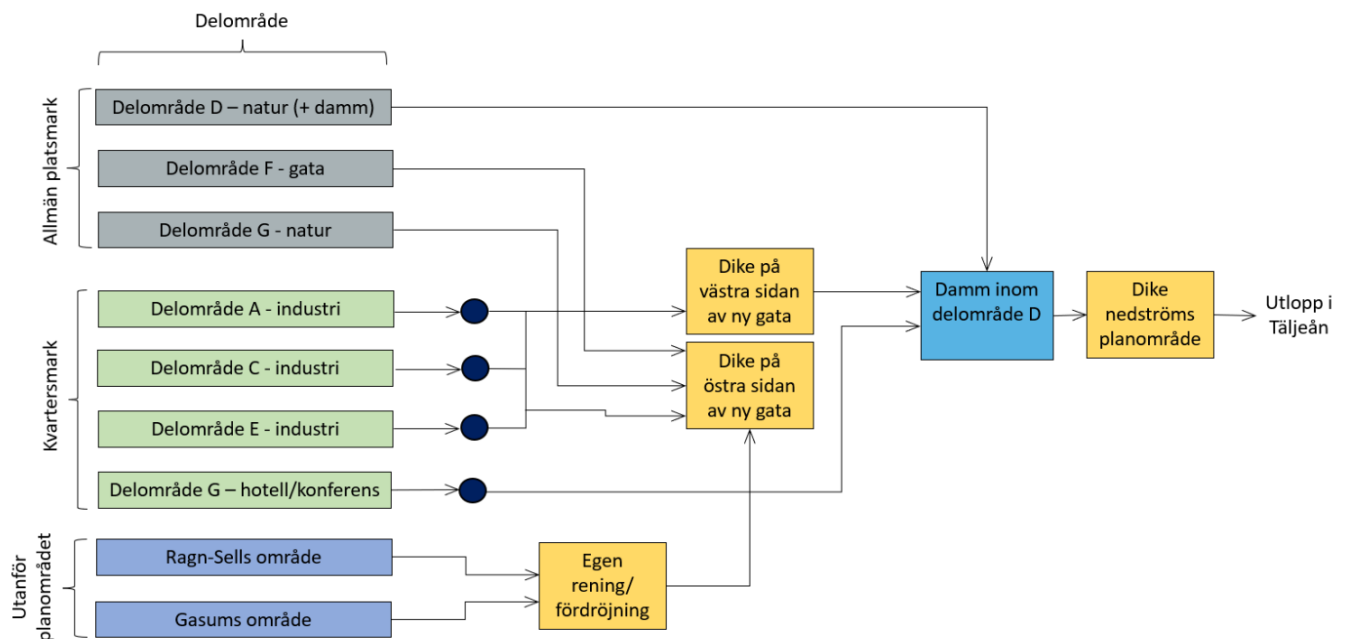 Delområde
Allmän platsmark
Delområde D – natur (+ damm)
Delområde F - gata
Delområde G - natur
Kvartersmark
Delområde A - industri
Delområde C - industri
Delområde E - industri
Delområde G – hotell/konferens
Utanför
planområdet
Ragn-Sells område
Gasums område
Egen
rening/
fördröjning
Dike på
västra sidan
av ny gata
Dike på
östra sidan
av ny gata
Damm inom
delområde D
Dike
nedströms
planområde
Utlopp i
Täljeån